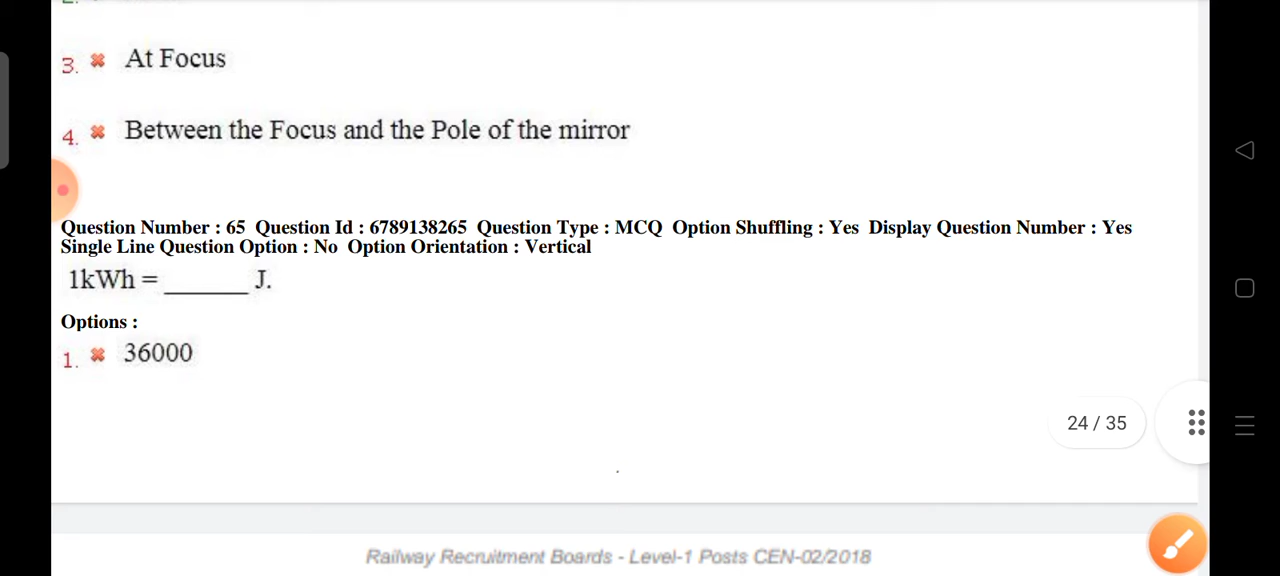 3. At Focus
4. Between the Focus and the Pole of the mirror
Question Number : 65 Question Id : 6789138265 Question Type : MCQ Option Shuffling : Yes Display Question Number : Yes
Single Line Question Option : No Option Orientation : Vertical
1kWh = ______ J.
Options :
1. 36000
24 / 35
Railway Recruitment Boards - Level-1 Posts CEN-02/2018